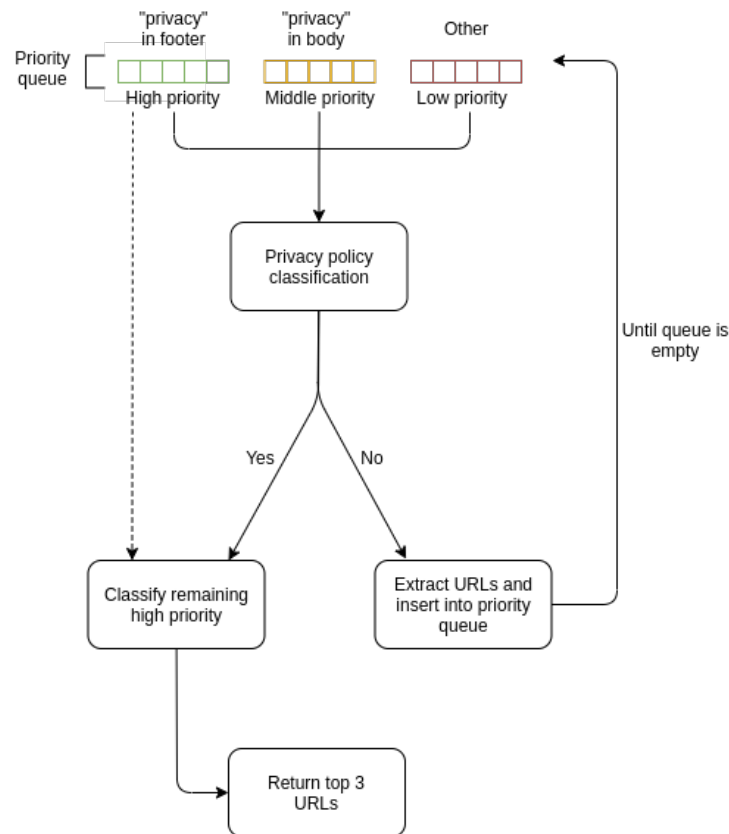 "privacy"
in footer
"privacy"
in body
Other
Priority
queue
High priority
Middle priority
Low priority
Privacy policy
classification
Until queue is
empty
Yes
No
Classify remaining
high priority
Extract URLs and
insert into priority
queue
Return top 3
URLs